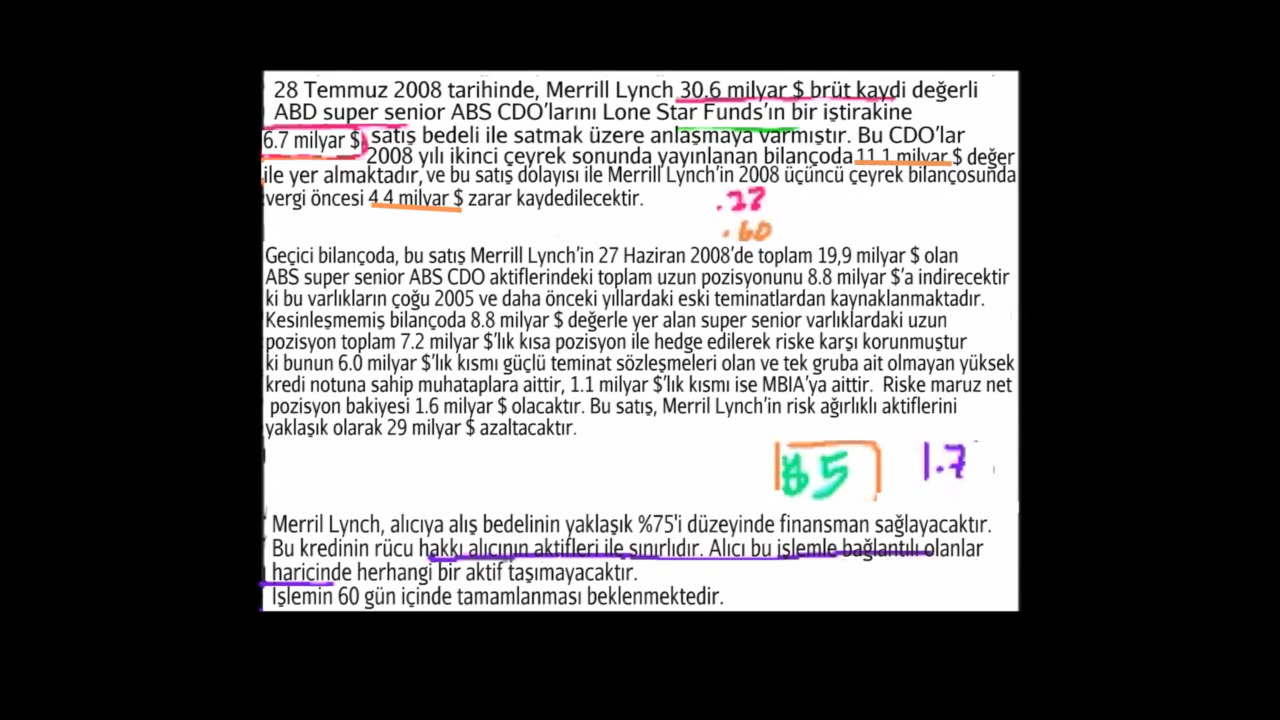 28 Temmuz 2008 tarihinde, Merrill Lynch 30.6 milyar $ brüt kaydi değerli
ABD super senior ABS CDO'larını Lone Star Funds'ın bir iştirakine
6.7 milyar $ satış bedeli ile satmak üzere anlaşmaya varmıştır. Bu CDO'lar
2008 yılı ikinci çeyrek sonunda yayınlanan bilançoda 11.1 milyar $ değer
ile yer almaktadır, ve bu satış dolayısı ile Merrill Lynch'in 2008 üçüncü çeyrek bilançosunda
vergi öncesi 4.4 milyar $ zarar kaydedilecektir.
.60
Geçici bilançoda, bu satış Merrill Lynch'in 27 Haziran 2008'de toplam 19,9 milyar $ olan
ABS super senior ABS CDO aktiflerindeki toplam uzun pozisyonunu 8.8 milyar $'a indirecektir
ki bu varlıkların çoğu 2005 ve daha önceki yıllardaki eski teminatlardan kaynaklanmaktadır.
Kesinleşmemiş bilançoda 8.8 milyar $ değerle yer alan super senior varlıklardaki uzun
pozisyon toplam 7.2 milyar $'lık kısa pozisyon ile hedge edilerek riske karşı korunmuştur
ki bunun 6.0 milyar $'lık kısmı güçlü teminat sözleşmeleri olan ve tek gruba ait olmayan yüksek
kredi notuna sahip muhataplara aittir, 1.1 milyar $'lık kısmı ise MBIA'ya aittir. Riske maruz net
pozisyon bakiyesi 1.6 milyar $ olacaktır. Bu satış, Merrill Lynch'in risk ağırlıklı aktiflerini
yaklaşık olarak 29 milyar $ azaltacaktır.
$5 1.7
Merril Lynch, alıcıya alış bedelinin yaklaşık %75'i düzeyinde finansman sağlayacaktır.
Bu kredinin rücu hakkı alıcının aktifleri ile sınırlıdır. Alıcı bu işlemle bağlantılı olanlar
haricinde herhangi bir aktif taşımayacaktır.
İşlemin 60 gün içinde tamamlanması beklenmektedir.